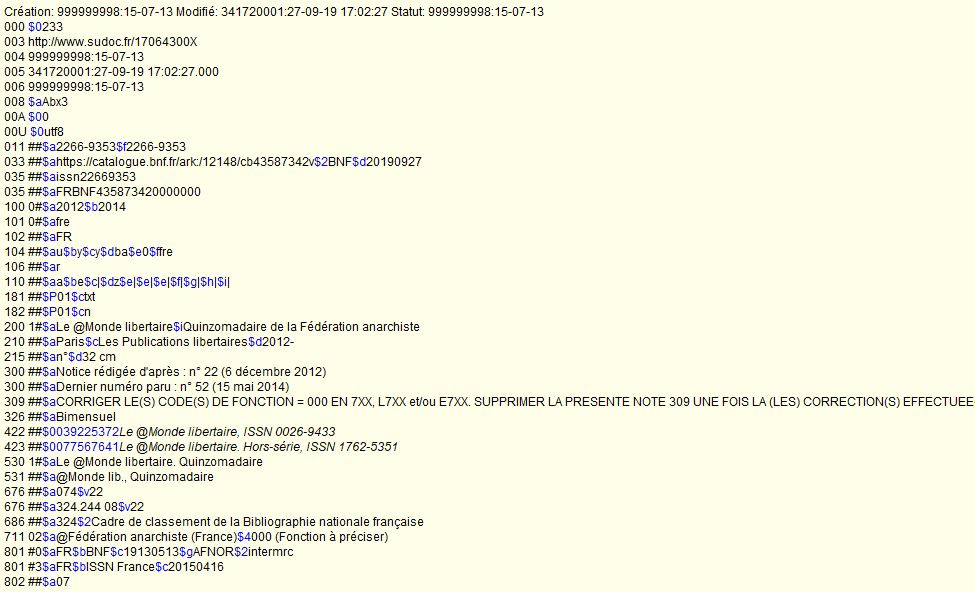 Création: 999999998:15-07-13 Modifié: 341720001:27-09-19 17:02:27 Statut: 999999998:15-07-13
000 $0233
003 http://www.sudoc.fr/17064300X
004 999999998:15-07-13
005 341720001:27-09-19 17:02:27.000
006 999999998:15-07-13
008 $aAbx3
00A $00
00U $0utf8
011 ##$a2266-9353$f2266-9353
033 ##$ahttps://catalogue.bnf.fr/ark:/12148/cb43587342v$2BNF$d20190927
035 ##$aissn22669353
035 ##$aFRBNF435873420000000
100 0#$a2012$b2014
101 0#$afre
102 ##$aFR
104 ##$au$by$cy$dba$e0$ffre
106 ##$ar
110 ##$aa$be$c|$dz$e|$e|$e|$f|$g|$h|$i|
181 ##$P01$ctxt
182 ##$P01$cn
200 1#$aLe @Monde libertaire$iQuinzomadaire de la Fédération anarchiste
210 ##$aParis$cLes Publications libertaires$d2012-
215 ##$an°$d32 cm
300 ##$aNotice rédigée d'après : n° 22 (6 décembre 2012)
300 ##$aDernier numéro paru : n° 52 (15 mai 2014)
309 ##$aCORRIGER LE(S) CODE(S) DE FONCTION = 000 EN 7XX, L7XX et/ou E7XX. SUPPRIMER LA PRESENTE NOTE 309 UNE FOIS LA (LES) CORRECTION(S) EFFECTUEE
326 ##$aBimensuel
422 ##$0039225372Le @Monde libertaire, ISSN 0026-9433
423 ##$0077567641Le @Monde libertaire. Hors-série, ISSN 1762-5351
530 1#$aLe @Monde libertaire. Quinzomadaire
531 ##$a@Monde lib., Quinzomadaire
676 ##$a074$v22
676 ##$a324.244 08$v22
686 ##$a324$2Cadre de classement de la Bibliographie nationale française
711 02$a@Fédération anarchiste (France)$4000 (Fonction à préciser)
801 #0$aFR$bBNF$c19130513$gAFNOR$2intermrc
801 #3$aFR$bISSN France$c20150416
802 ##$a07